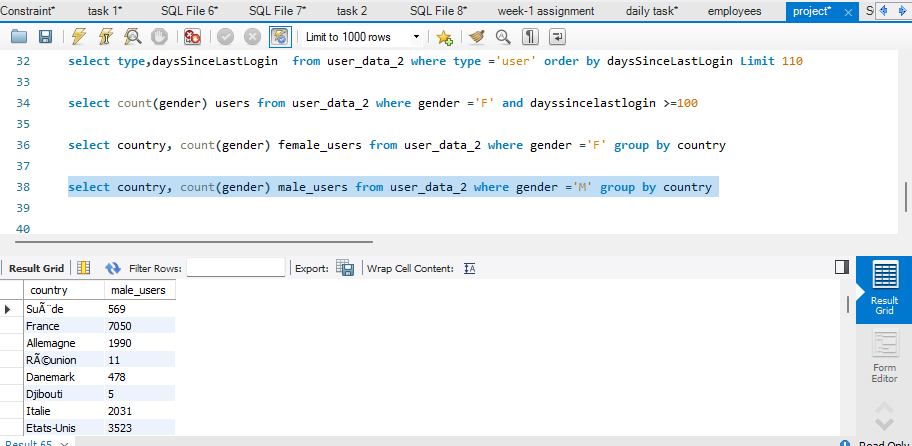 Constraint* task 1* SQL File 6* SQL File 7* task 2 SQL File 8* week-1 assignment daily task* employees project* S
Limit to 1000 rows
32 select type,daysSinceLastLogin from user_data_2 where type ='user' order by daysSinceLastLogin Limit 110
33
34 select count(gender) users from user_data_2 where gender ='F' and dayssincelastlogin >=100
35
36 select country, count(gender) female_users from user_data_2 where gender ='F' group by country
37
38 select country, count(gender) male_users from user_data_2 where gender ='M' group by country
39
40
Result Grid Filter Rows: Export: Wrap Cell Content: IA
country male_users
SuÃ¨de 569
France 7050
Allemagne 1990
RÃ©union 11
Danemark 478
Djibouti 5
Italie 2031
Etats-Unis 3523
Result Grid
Form Editor
Result 65
Read Only